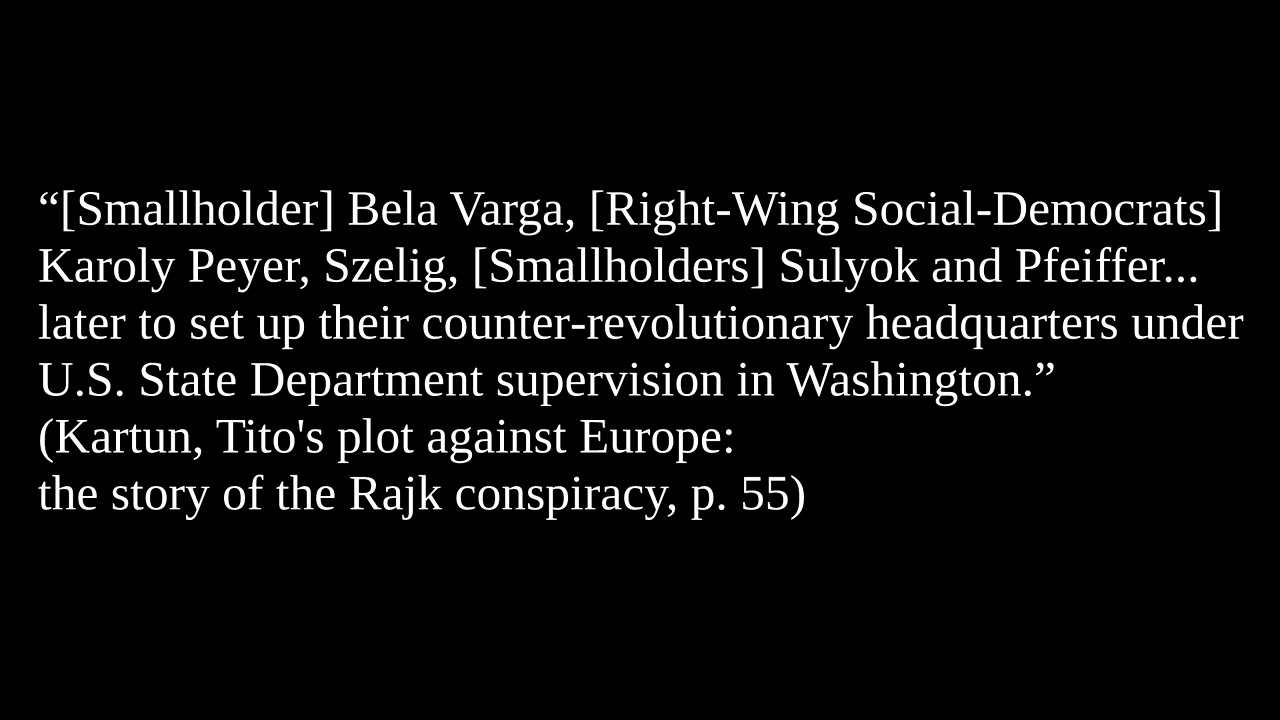 “[Smallholder] Bela Varga, [Right-Wing Social-Democrats]
Karoly Peyer, Szelig, [Smallholders] Sulyok and Pfeiffer...
later to set up their counter-revolutionary headquarters under
U.S. State Department supervision in Washington.”
(Kartun, Tito's plot against Europe:
the story of the Rajk conspiracy, p. 55)